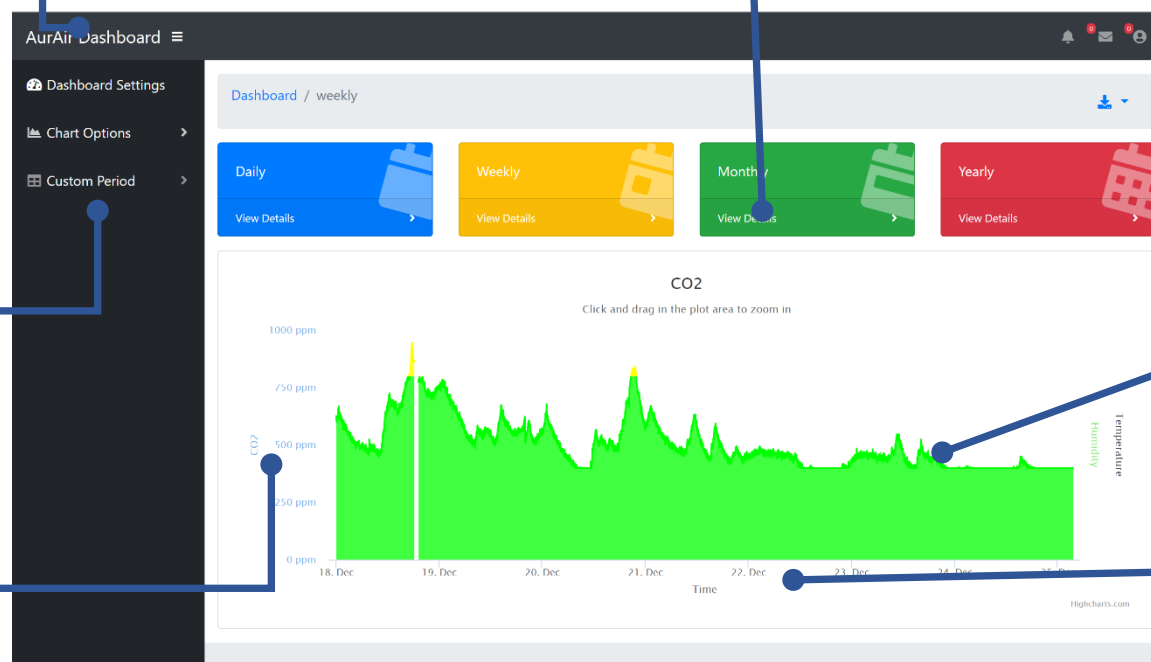 AurAir Dashboard
0
0
Dashboard Settings
Chart Options
Custom Period
Dashboard / weekly
Daily
View Details
Weekly
View Details
Monthly
View Details
Yearly
View Details
CO2
Click and drag in the plot area to zoom in
1000 ppm
750 ppm
500 ppm
250 ppm
0 ppm
CO2
Humidity
Temperature
18. Dec
19. Dec
20. Dec
21. Dec
22. Dec
23. Dec
24. Dec
25. Dec
Time
Highcharts.com